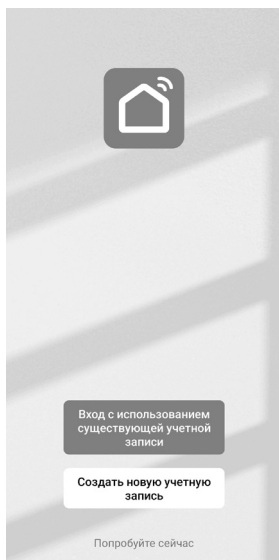 Вход с использованием
существующей учетной
записи
Создать новую учетную
запись
Попробуйте сейчас